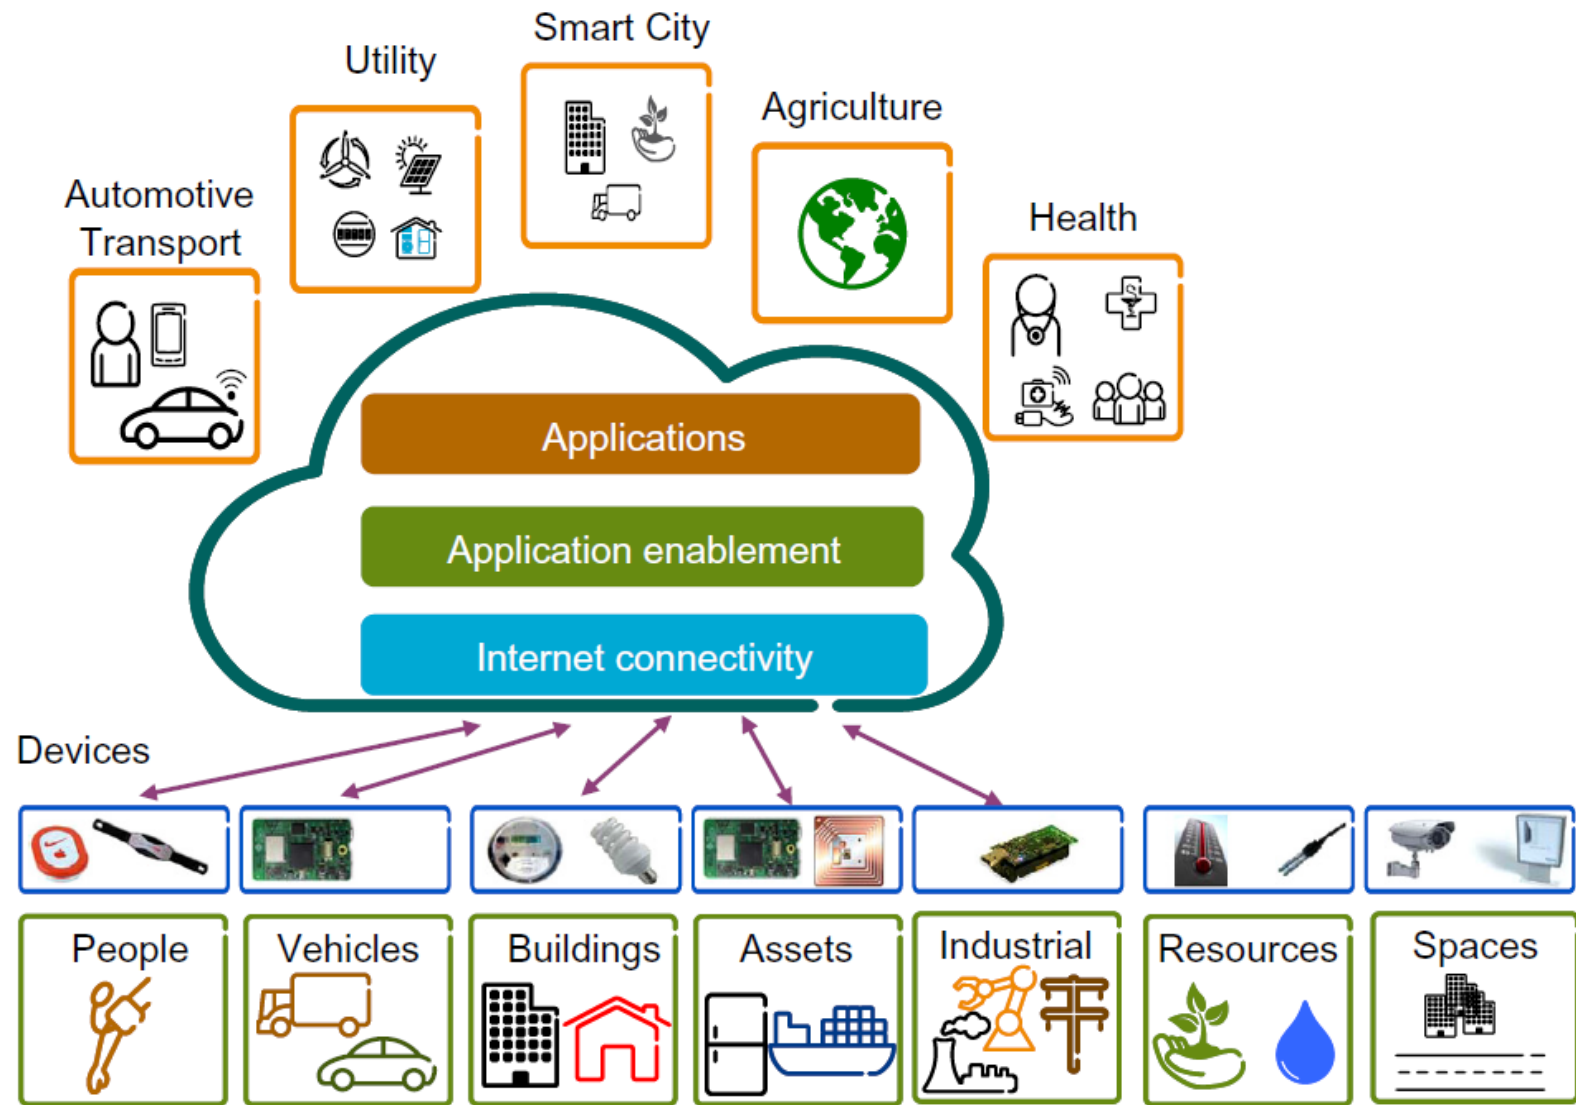 Smart City
Utility
Agriculture
Automotive
Transport
Health
Applications
Application enablement
Internet connectivity
Devices
People
Vehicles
Buildings
Assets
Industrial
Resources
Spaces